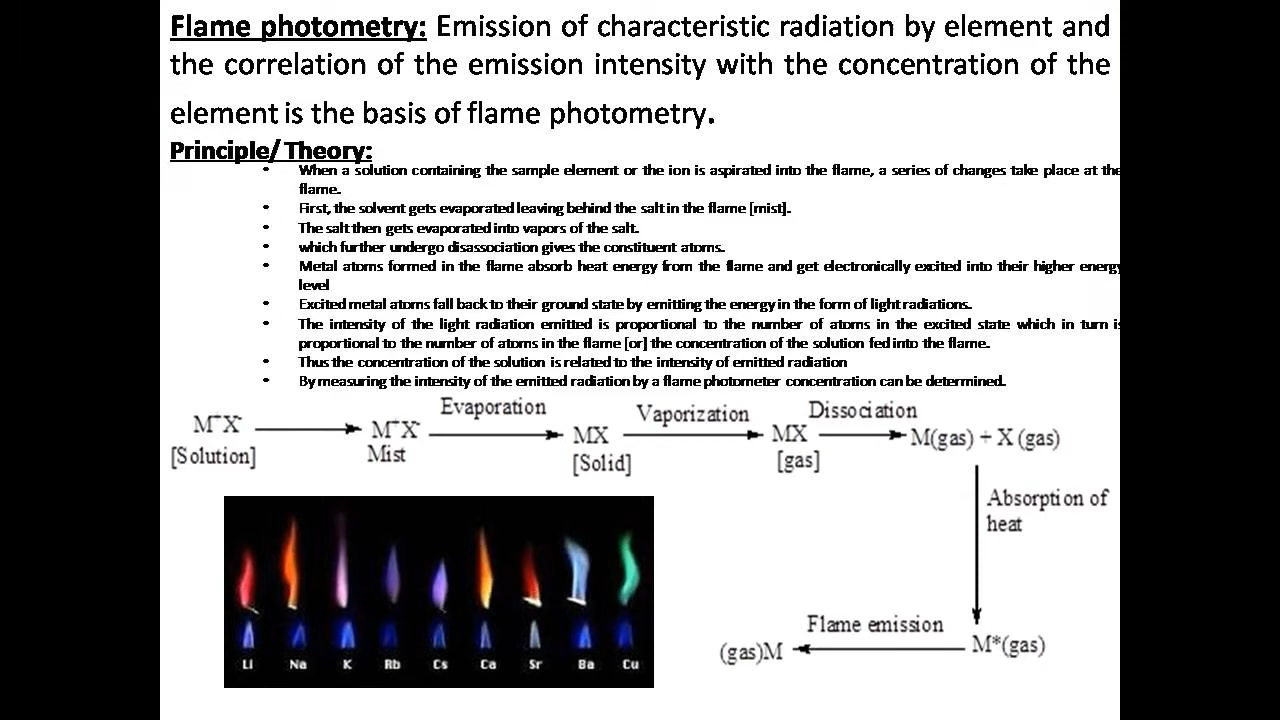 Flame photometry: Emission of characteristic radiation by element and
the correlation of the emission intensity with the concentration of the
element is the basis of flame photometry.
Principle/ Theory:
• When a solution containing the sample element or the ion is aspirated into the flame, a series of changes take place at the
flame.
• First, the solvent gets evaporated leaving behind the salt in the flame [mist].
• The salt then gets evaporated into vapors of the salt.
• which further undergo disassociation gives the constituent atoms.
• Metal atoms formed in the flame absorb heat energy from the flame and get electronically excited into their higher energy
level
• Excited metal atoms fall back to their ground state by emitting the energy in the form of light radiations.
• The intensity of the light radiation emitted is proportional to the number of atoms in the excited state which in turn is
proportional to the number of atoms in the flame [or] the concentration of the solution fed into the flame.
• Thus the concentration of the solution is related to the intensity of emitted radiation
• By measuring the intensity of the emitted radiation by a flame photometer concentration can be determined.
Evaporation Vaporization Dissociation
M⁺X⁻ M⁺X⁻ MX MX M(gas) + X (gas)
[Solution] Mist [Solid] [gas]
Absorption of
heat
Flame emission
(gas)M M*(gas)
Li Na K Rb Cs Ca Sr Ba Cu